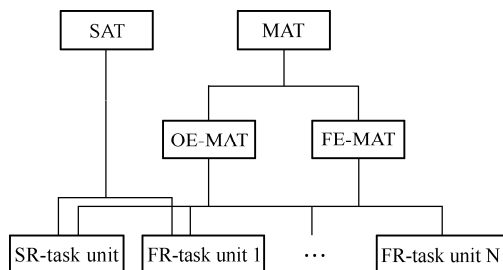 SAT
MAT
OE-MAT
FE-MAT
SR-task unit
FR-task unit 1
...
FR-task unit N